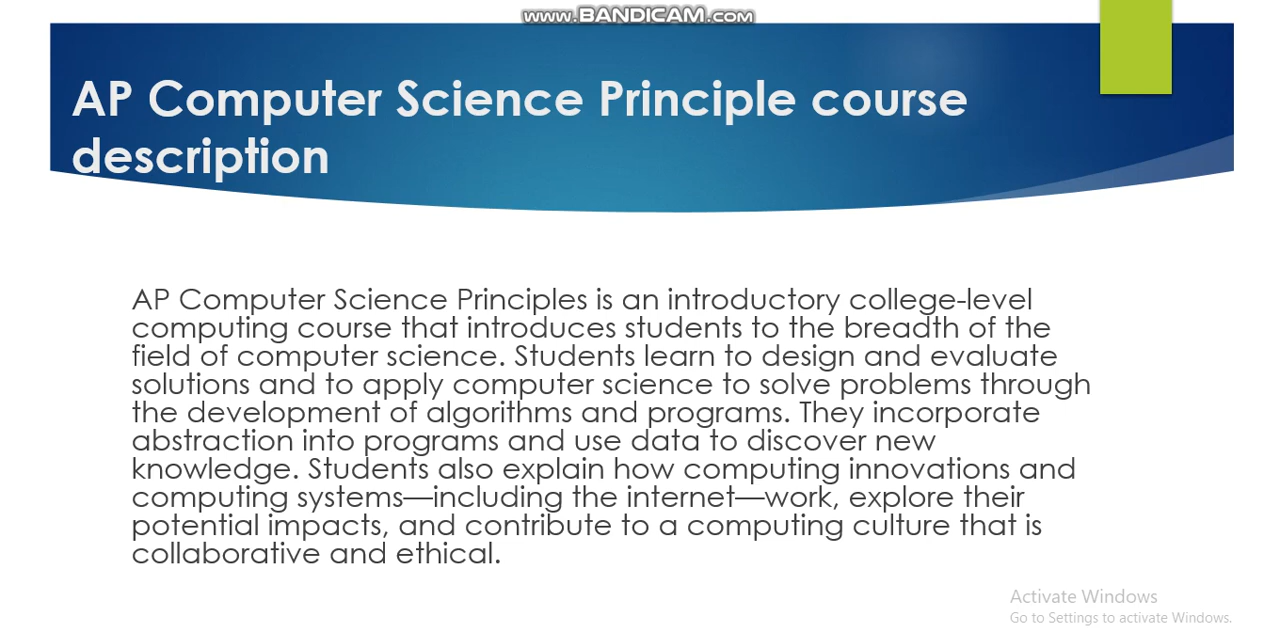 www.BANDICAM.com
AP Computer Science Principle course
description
AP Computer Science Principles is an introductory college-level
computing course that introduces students to the breadth of the
field of computer science. Students learn to design and evaluate
solutions and to apply computer science to solve problems through
the development of algorithms and programs. They incorporate
abstraction into programs and use data to discover new
knowledge. Students also explain how computing innovations and
computing systems—including the internet—work, explore their
potential impacts, and contribute to a computing culture that is
collaborative and ethical.
Activate Windows
Go to Settings to activate Windows.